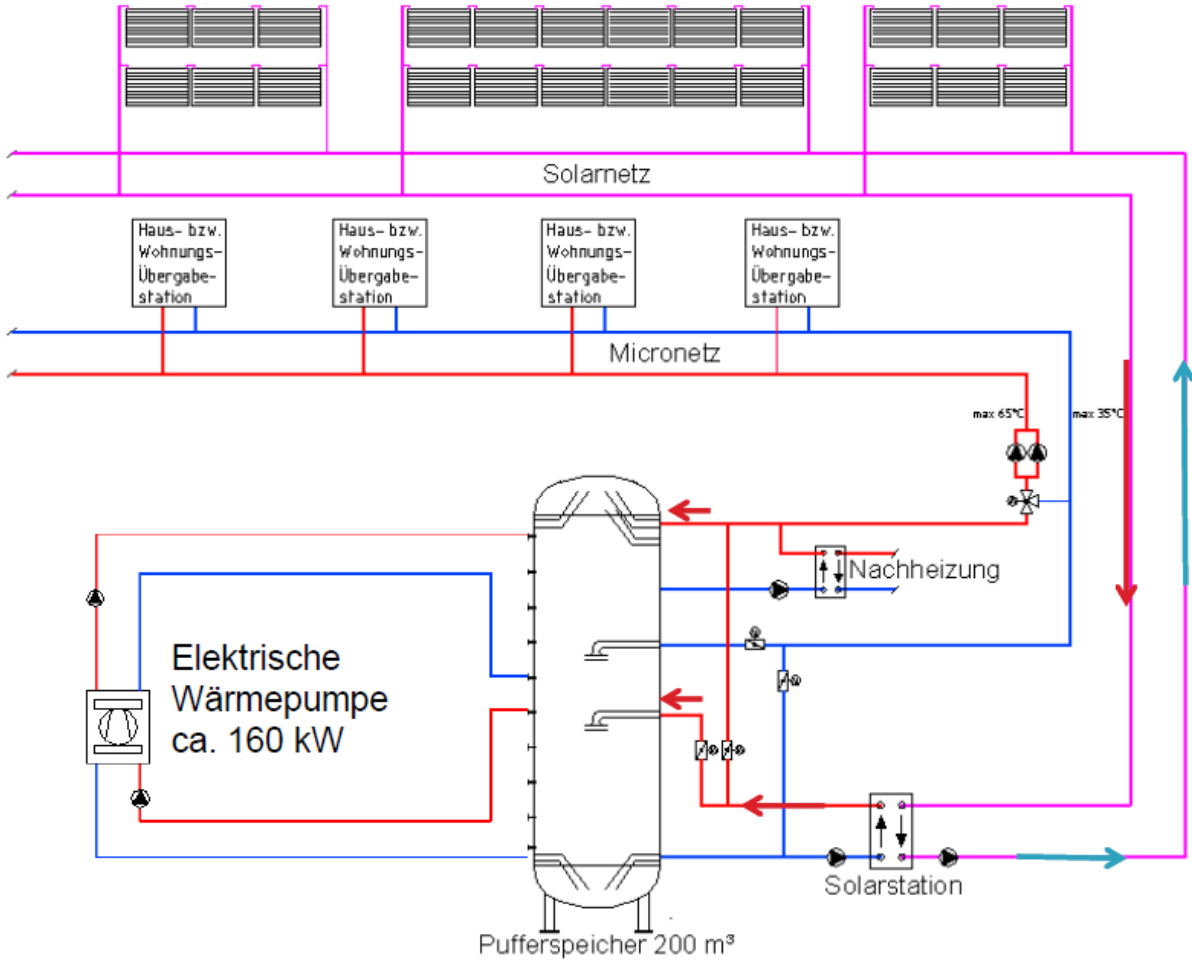 Solarnetz
Haus- bzw.
Wohnungs-
Übergabe-
station
Haus- bzw.
Wohnungs-
Übergabe-
station
Haus- bzw.
Wohnungs-
Übergabe-
station
Haus- bzw.
Wohnungs-
Übergabe-
station
Micronetz
max 65°C
max 35°C
Nachheizung
Elektrische
Wärmepumpe
ca. 160 kW
Solarstation
Pufferspeicher 200 m³